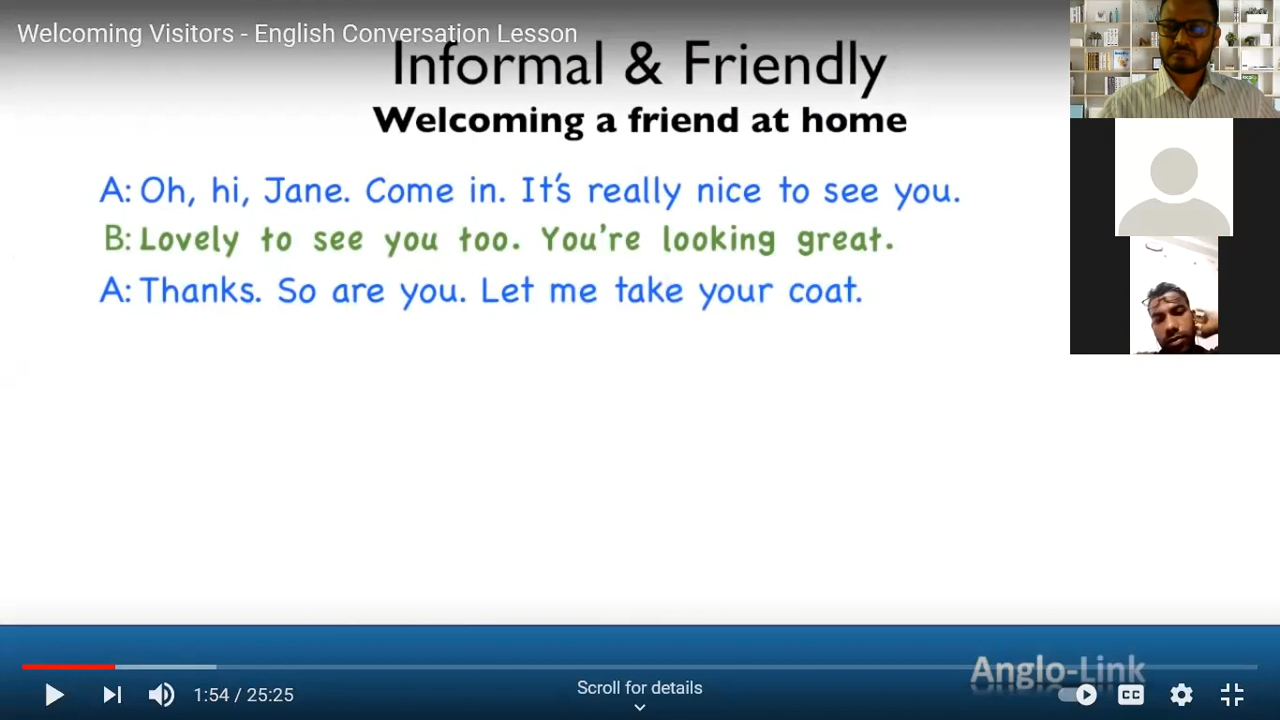 Welcoming Visitors - English Conversation Lesson
Informal & Friendly
Welcoming a friend at home
A: Oh, hi, Jane. Come in. It's really nice to see you.
B: Lovely to see you too. You're looking great.
A: Thanks. So are you. Let me take your coat.
Anglo-Link
1:54 / 25:25
Scroll for details
CC